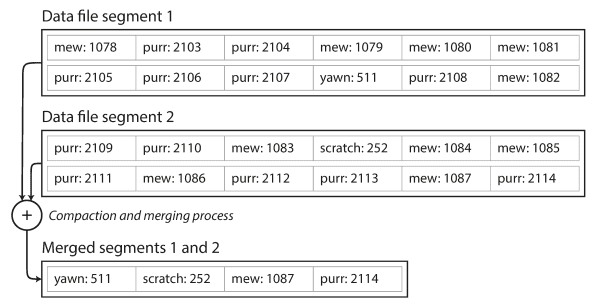 Data file segment 1
mew: 1078 purr: 2103 purr: 2104 mew: 1079 mew: 1080 mew: 1081
purr: 2105 purr: 2106 purr: 2107 yawn: 511 purr: 2108 mew: 1082
Data file segment 2
purr: 2109 purr: 2110 mew: 1083 scratch: 252 mew: 1084 mew: 1085
purr: 2111 mew: 1086 purr: 2112 purr: 2113 mew: 1087 purr: 2114
+ Compaction and merging process
Merged segments 1 and 2
yawn: 511 scratch: 252 mew: 1087 purr: 2114